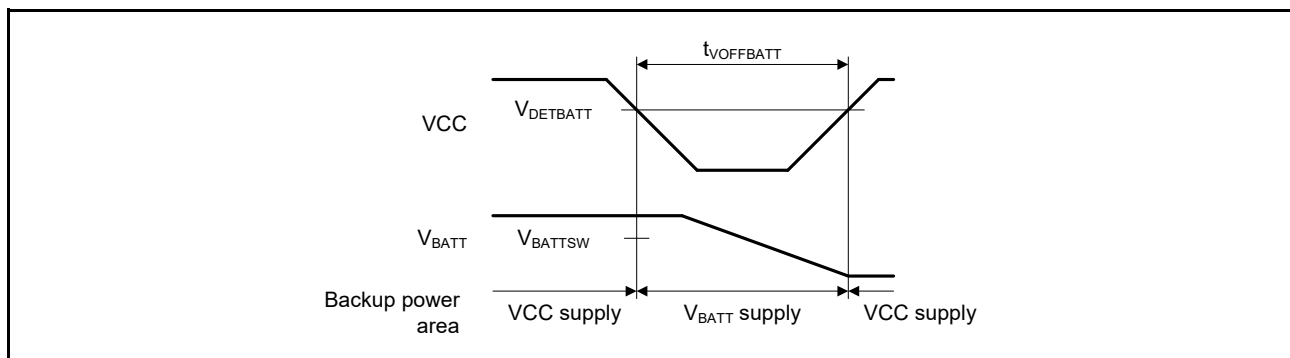 tVOFFBATT
VCC
VDETBATT
VBATT
VBATTSW
Backup power
area
VCC supply
VBATT supply
VCC supply